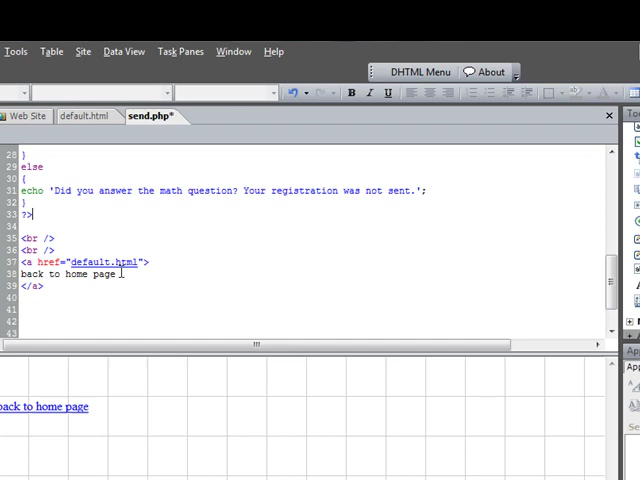 Tools Table Site Data View Task Panes Window Help
DHTML Menu About
B I U
Web Site default.html send.php*
28 }
29 else
30 {
31 echo 'Did you answer the math question? Your registration was not sent.';
32 }
33 ?>
34
35 <br />
36 <br />
37 <a href="default.html">
38 back to home page
39 </a>
40
41
42
43
back to home page